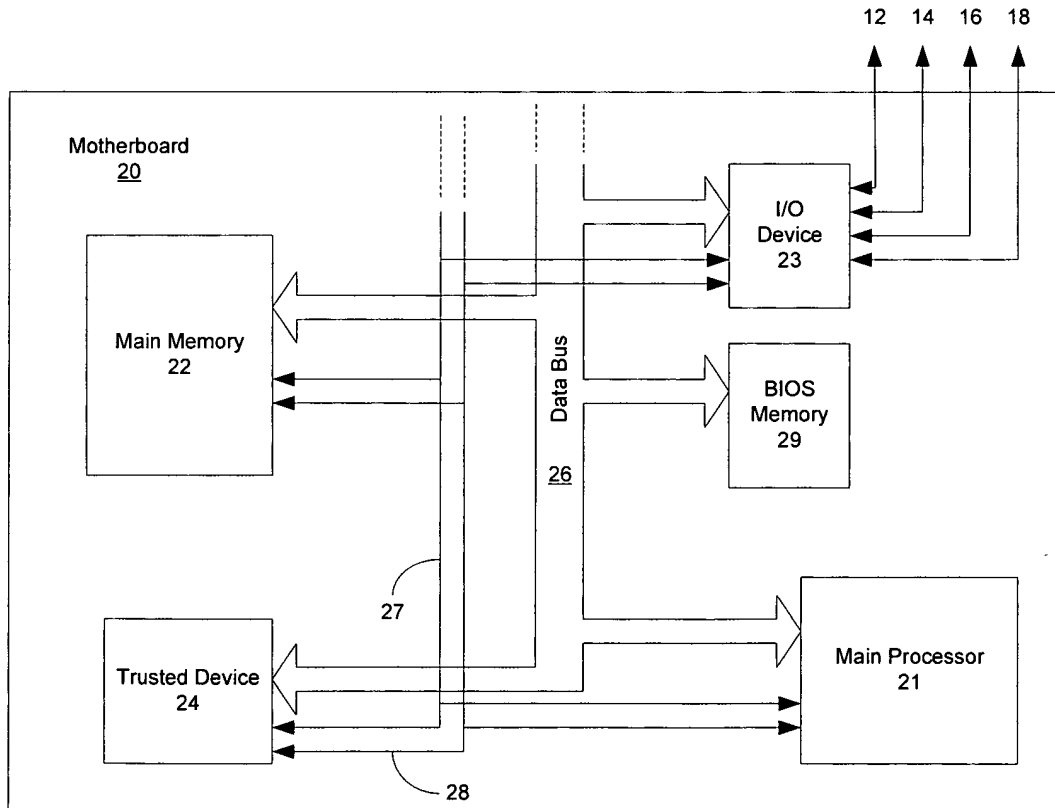 12 14 16 18
Motherboard
20
I/O
Device
23
Main Memory
22
Data Bus
26
BIOS
Memory
29
27
Trusted Device
24
Main Processor
21
28